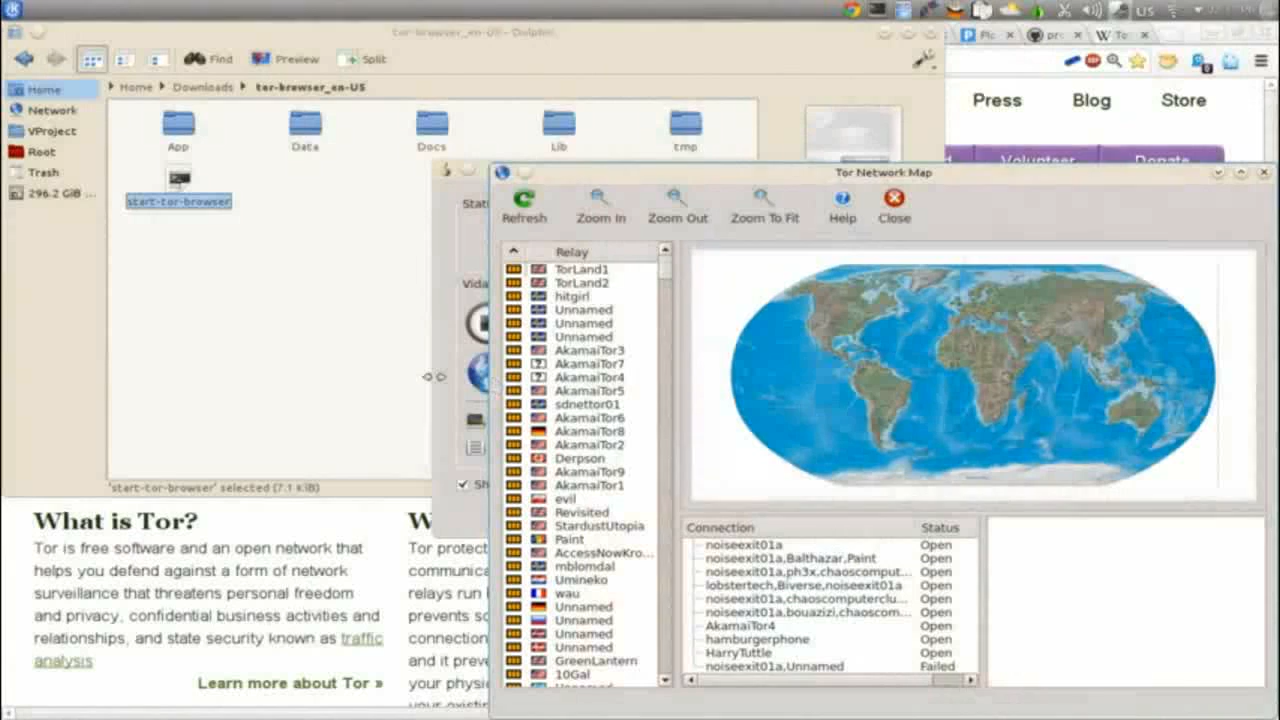 US
tor-browser_en-US - Dolphin
Find
Preview
Split
Home
Network
VProject
Root
Trash
296.2 GiB ...
Home
Downloads
tor-browser_en-US
App
Data
Docs
Lib
tmp
start-tor-browser
'start-tor-browser' selected (7.1 KiB)
Press
Blog
Store
Volunteer
Donate
Tor Network Map
Refresh
Zoom In
Zoom Out
Zoom To Fit
Help
Close
Relay
TorLand1
TorLand2
hitgirl
Unnamed
Unnamed
Unnamed
AkamaiTor3
AkamaiTor7
AkamaiTor4
AkamaiTor5
sdnettor01
AkamaiTor6
AkamaiTor8
AkamaiTor2
Derpson
AkamaiTor9
AkamaiTor1
evil
Revisited
StardustUtopia
Paint
AccessNowKro...
mblomdal
Umineko
wau
Unnamed
Unnamed
Unnamed
Unnamed
GreenLantern
10Gal
Connection Status
noiseexit01a Open
noiseexit01a,Balthazar,Paint Open
noiseexit01a,ph3x,chaoscomput... Open
lobstertech,Biverse,noiseexit01a Open
noiseexit01a,chaoscomputerclu... Open
noiseexit01a,bouazizi,chaoscom... Open
AkamaiTor4 Open
hamburgerphone Open
HarryTuttle Open
noiseexit01a,Unnamed Failed
What is Tor?
Tor is free software and an open network that
helps you defend against a form of network
surveillance that threatens personal freedom
and privacy, confidential business activities and
relationships, and state security known as traffic
analysis
Learn more about Tor »
W
Tor protect
communica
relays run
prevents so
connection
and it preve
your physi
your existing